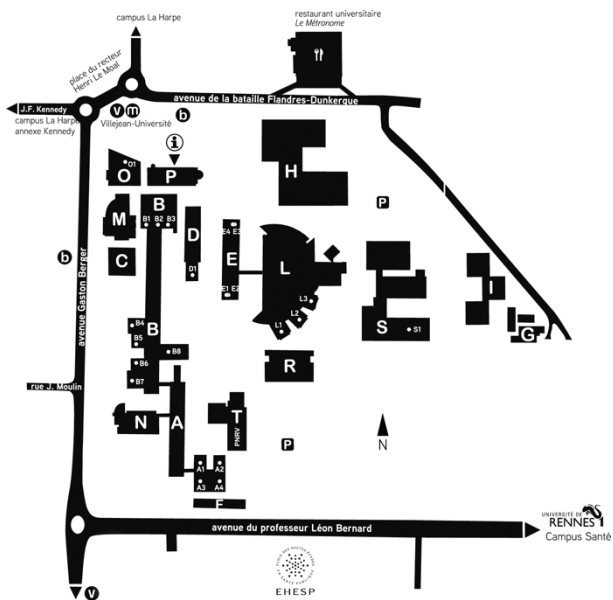 campus La Harpe
restaurant universitaire
Le Métronome
place du recteur
Henri Le Moal
avenue de la bataille Flandres-Dunkerque
J.F. Kennedy
campus La Harpe
annexe Kennedy
v m
Villejean-Université
b
i
O1
O
P
H
B
B1 B2 B3
M
D
P
E4 E3
C
E
L
I
b
avenue Gaston Berger
D1
E1 E2
L3
L2
L1
B4
B
B5
B8
S
S1
G
B6
B7
R
rue J. Moulin
N
A
T
PNRV
P
N
A1 A2
A3 A4
F
avenue du professeur Léon Bernard
UNIVERSITÉ DE
RENNES 1
Campus Santé
v
EHESP